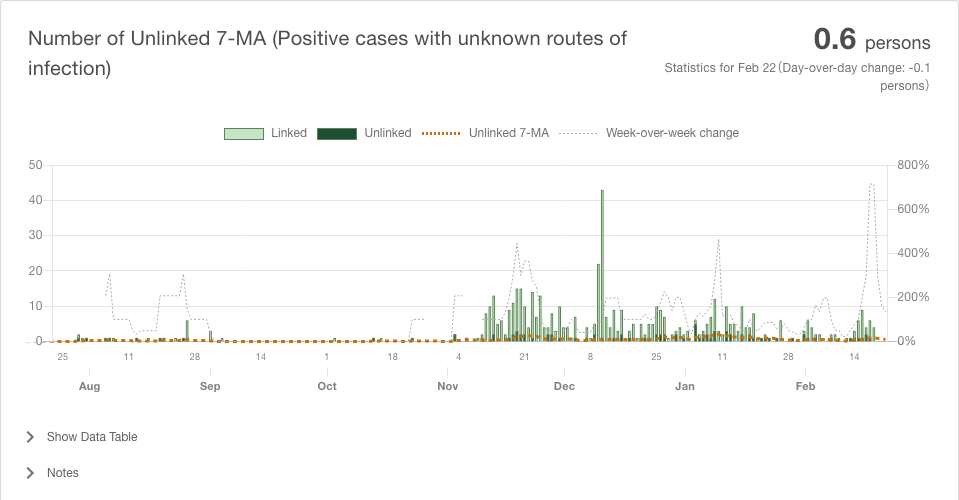 Number of Unlinked 7-MA (Positive cases with unknown routes of
infection)
0.6 persons
Statistics for Feb 22 (Day-over-day change: -0.1
persons)
Linked Unlinked Unlinked 7-MA Week-over-week change
50 800%
40 600%
30 400%
20 200%
10 0%
0
25 11 28 14 1 18 4 21 8 25 11 28 14
Aug Sep Oct Nov Dec Jan Feb
Show Data Table
Notes